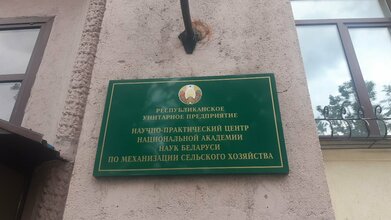 РЕСПУБЛИКАНСКОЕ
УНИТАРНОЕ ПРЕДПРИЯТИЕ
НАУЧНО-ПРАКТИЧЕСКИЙ ЦЕНТР
НАЦИОНАЛЬНОЙ АКАДЕМИИ
НАУК БЕЛАРУСИ
ПО МЕХАНИЗАЦИИ СЕЛЬСКОГО ХОЗЯЙСТВА